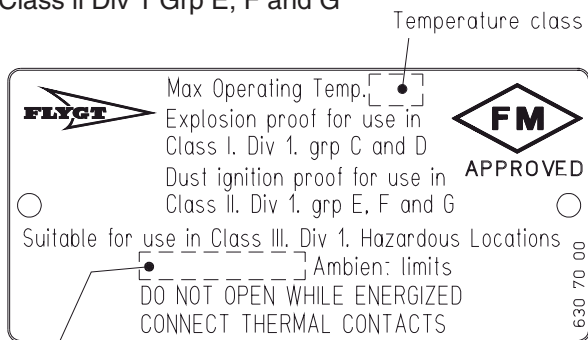 Class II Div 1 Grp E, F and G
Temperature class
FLYGT
Max Operating Temp.
Explosion proof for use in
Class I. Div 1. grp C and D
Dust ignition proof for use in
Class II. Div 1. grp E, F and G
FM
APPROVED
Suitable for use in Class III. Div 1. Hazardous Locations
Ambient limits
DO NOT OPEN WHILE ENERGIZED
CONNECT THERMAL CONTACTS
630 70 00